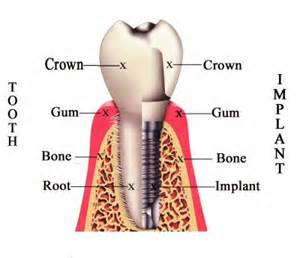 TOOTH
Crown x
x Crown
Gum x
x Gum
Bone x
x Bone
Root x
x Implant
IMPLANT